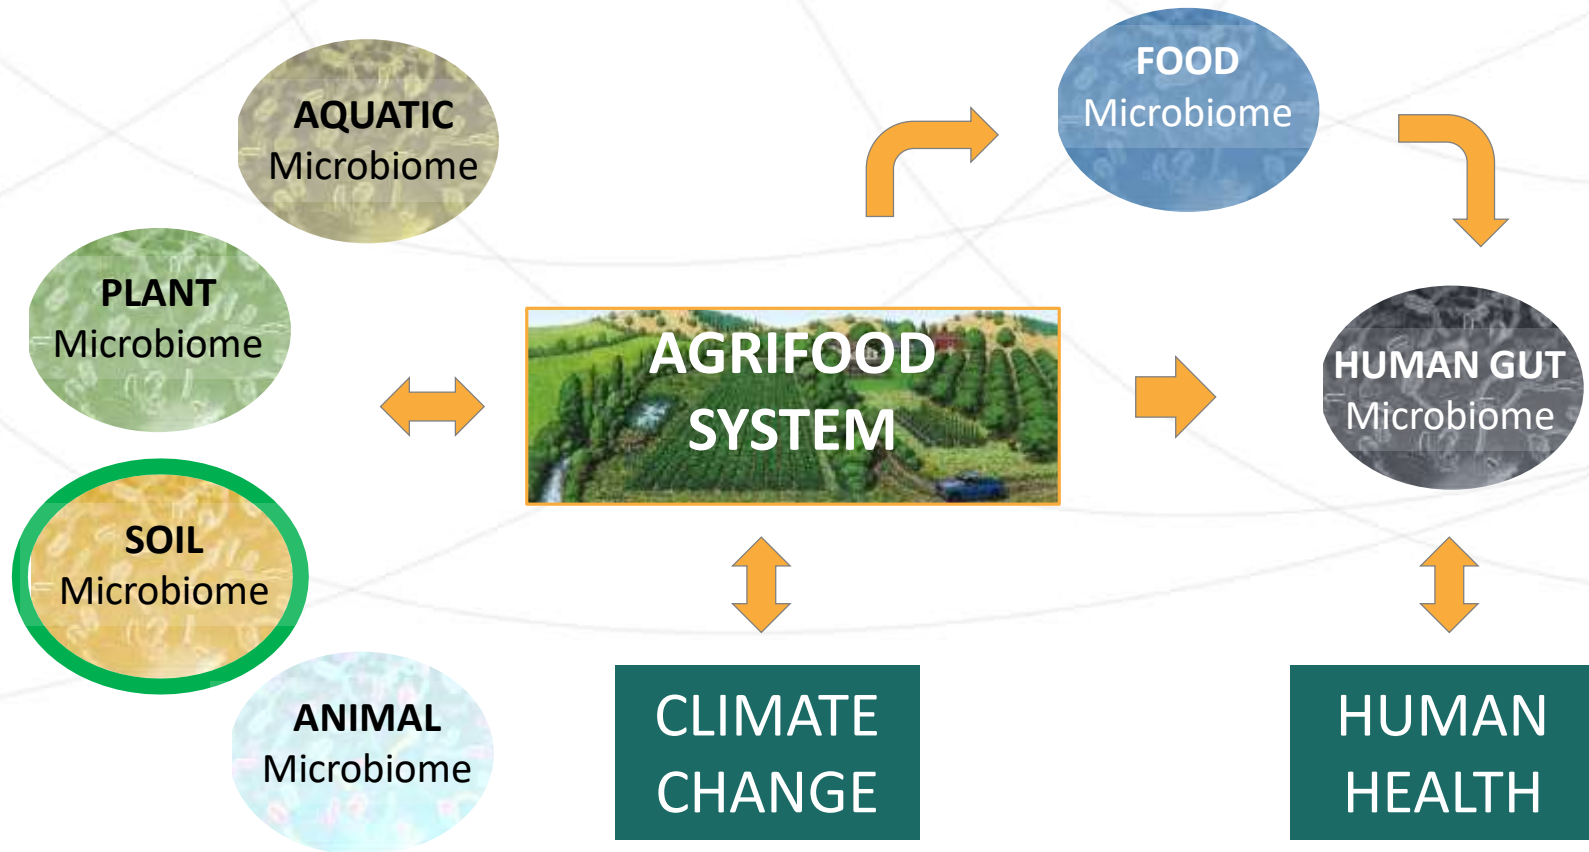 AQUATIC
Microbiome
PLANT
Microbiome
SOIL
Microbiome
ANIMAL
Microbiome
AGRIFOOD
SYSTEM
CLIMATE
CHANGE
FOOD
Microbiome
HUMAN GUT
Microbiome
HUMAN
HEALTH